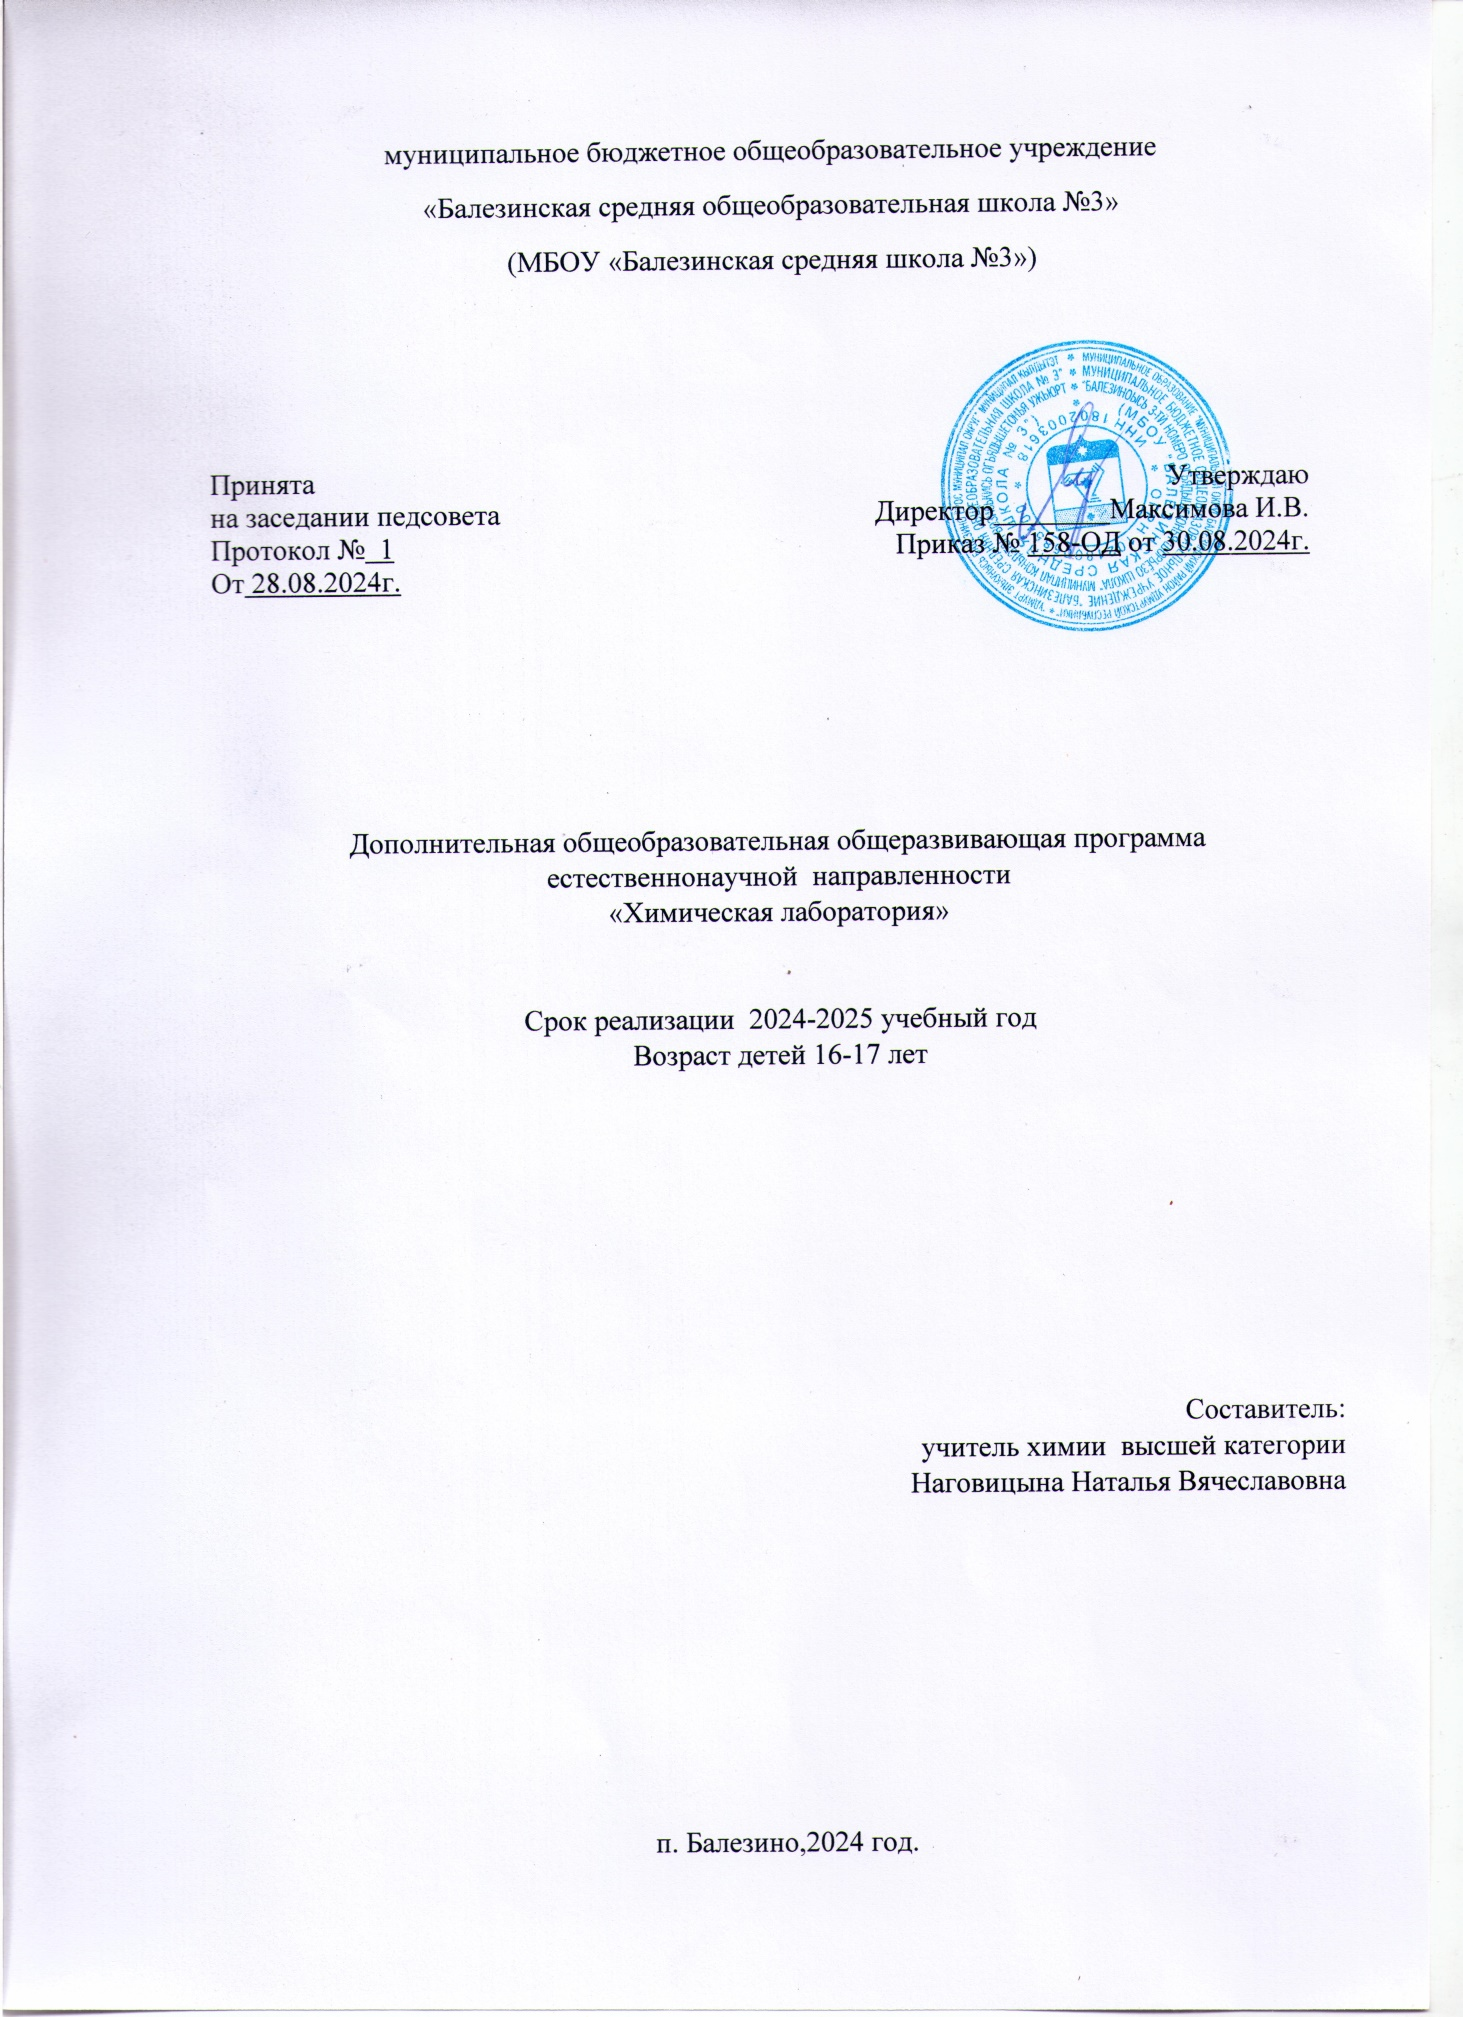 муниципальное бюджетное общеобразовательное учреждение
«Балезинская средняя общеобразовательная школа №3»
(МБОУ «Балезинская средняя школа №3»)
Принята
на заседании педсовета
Протокол № 1
От 28.08.2024г.
Утверждаю
Директор________Максимова И.В.
Приказ № 158-ОД от 30.08.2024г.
ИНН 1802003618
Дополнительная общеобразовательная общеразвивающая программа
естественнонаучной направленности
«Химическая лаборатория»
Срок реализации 2024-2025 учебный год
Возраст детей 16-17 лет
Составитель:
учитель химии высшей категории
Наговицына Наталья Вячеславовна
п. Балезино,2024 год.